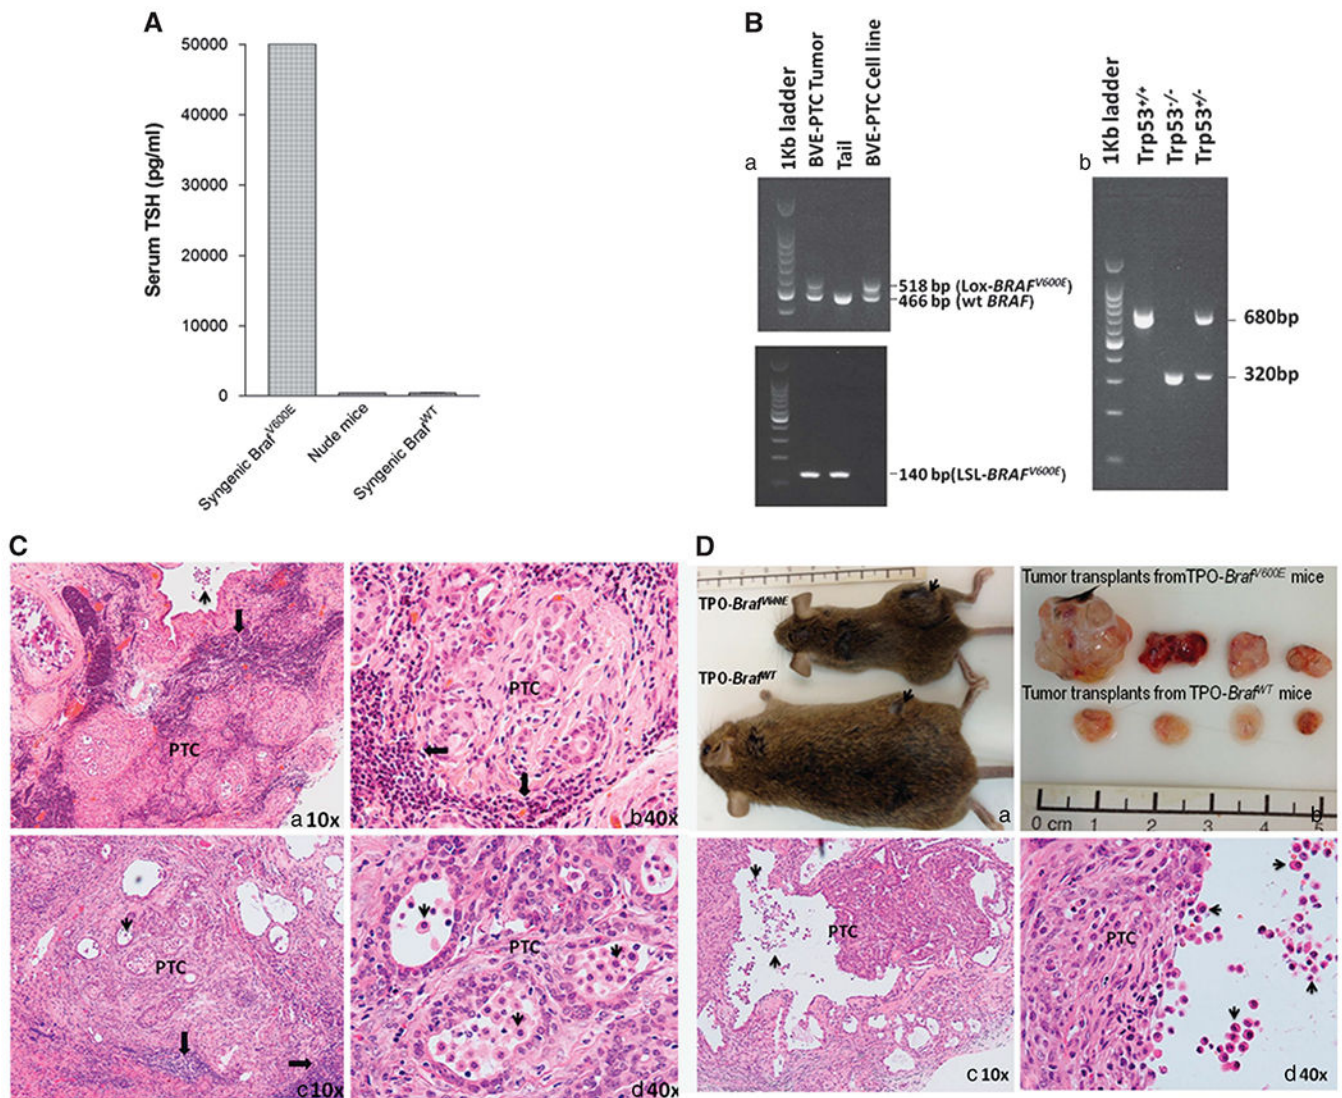 A
Serum TSH (pg/ml)
50000
40000
30000
20000
10000
0
Syngenic Braf^V600E
Nude mice
Syngenic Braf^WT
B
a
1Kb ladder
BVE-PTC Tumor
Tail
BVE-PTC Cell line
518 bp (Lox-BRAF^V600E)
466 bp (wt BRAF)
140 bp(LSL-BRAF^V600E)
b
1Kb ladder
Trp53+/+
Trp53-/-
Trp53+/-
680bp
320bp
C
PTC
a 10x
PTC
b 40x
PTC
c 10x
PTC
d 40x
D
TPO-Braf^V600E
TPO-Braf^WT
a
Tumor transplants from TPO-Braf^V600E mice
Tumor transplants from TPO-Braf^WT mice
0 cm 1 2 3 4 5
b
PTC
c 10x
PTC
d 40x